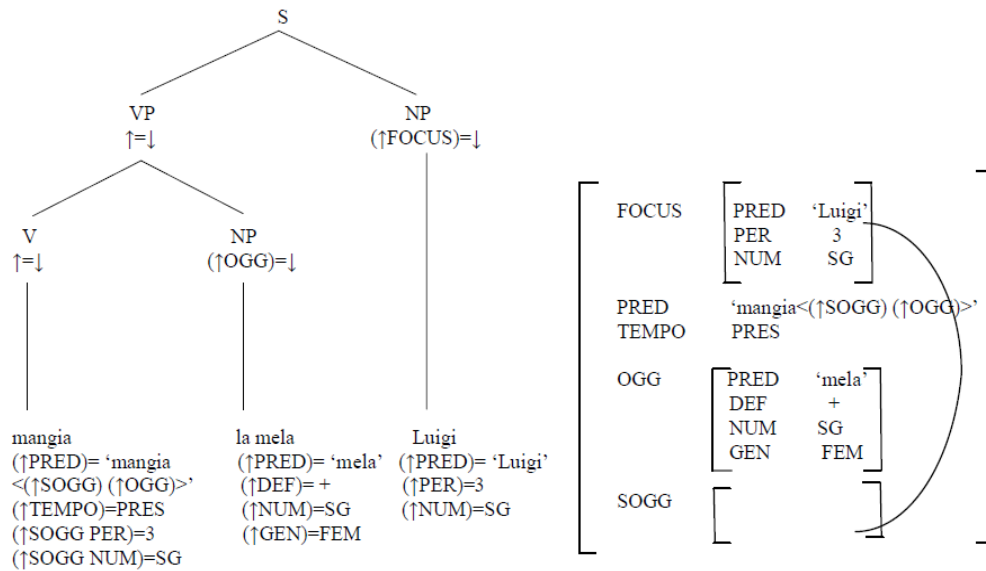 S
VP NP
↑=↓ (↑FOCUS)=↓
V NP
↑=↓ (↑OGG)=↓
mangia la mela Luigi
(↑PRED)= ‘mangia (↑PRED)= ‘mela’ (↑PRED)= ‘Luigi’
<(↑SOGG) (↑OGG)>’ (↑DEF)= + (↑PER)=3
(↑TEMPO)=PRES (↑NUM)=SG (↑NUM)=SG
(↑SOGG PER)=3 (↑GEN)=FEM
(↑SOGG NUM)=SG
FOCUS PRED ‘Luigi’
PER 3
NUM SG
PRED ‘mangia<(↑SOGG) (↑OGG)>’
TEMPO PRES
OGG PRED ‘mela’
DEF +
NUM SG
GEN FEM
SOGG